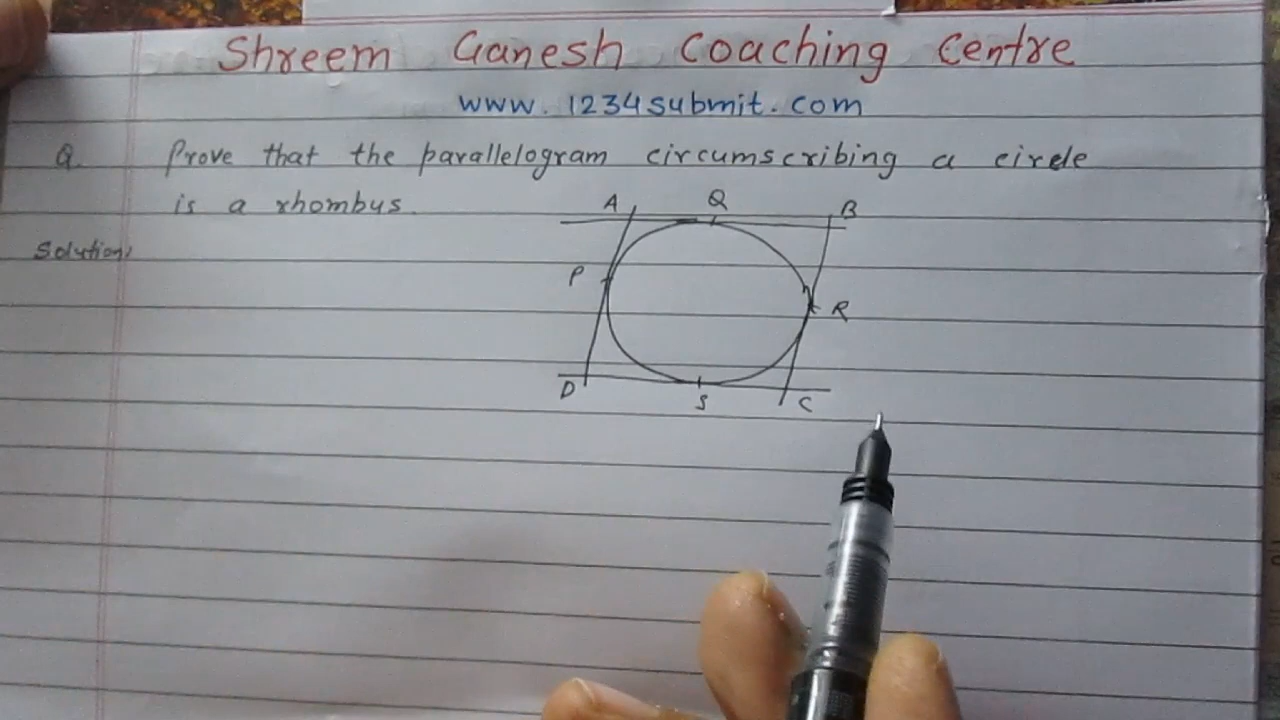 Shreem Ganesh Coaching Centre
www.1234submit.com
Q. Prove that the parallelogram circumscribing a circle
is a rhombus.
Solution:
A Q B
P
R
D S C